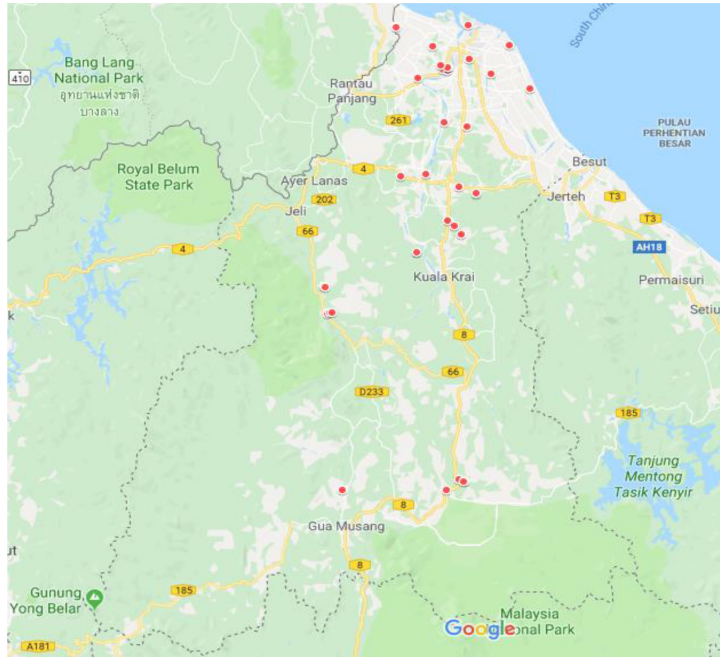 South Chin
Bang Lang
National Park
อุทยานแห่งชาติ
บางลาง
410
Rantau
Panjang
261
PULAU
PERHENTIAN
BESAR
Royal Belum
State Park
4
Besut
Ayer Lanas
202
Jerteh
T3
Jeli
66
T3
4
AH18
Kuala Krai
Permaisuri
k
Setiu
8
66
D233
185
Tanjung
Mentong
Tasik Kenyir
8
Gua Musang
ut
8
Gunung
Yong Belar
185
Malaysia
Google
onal Park
A181